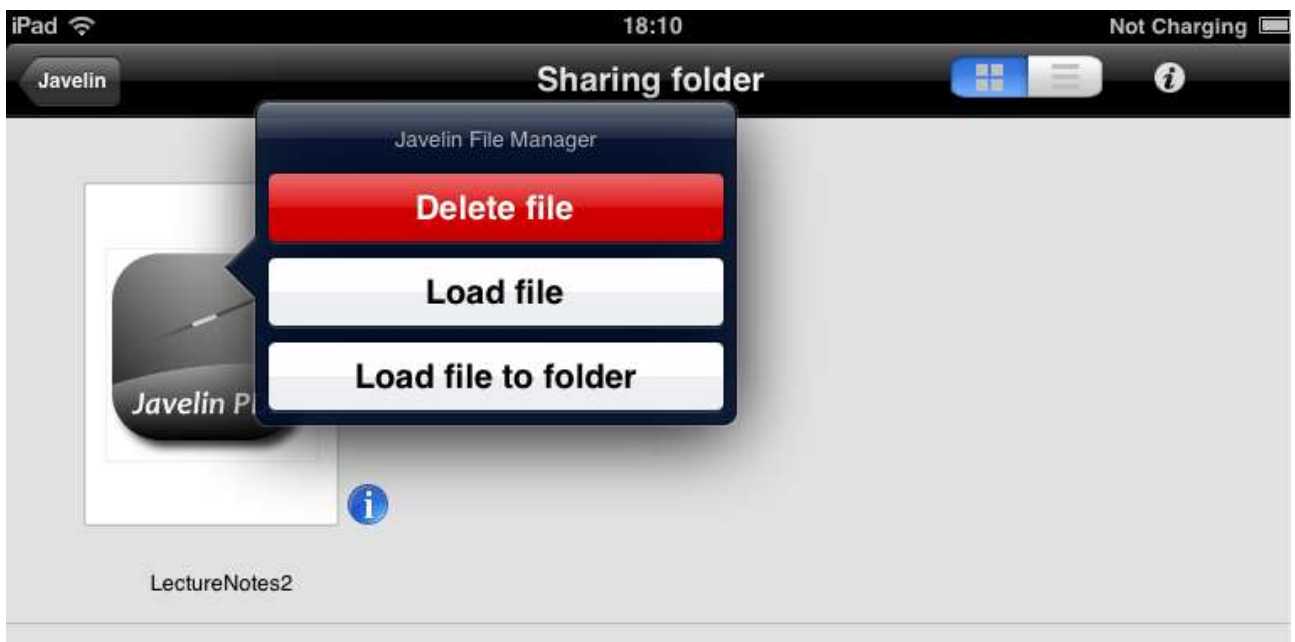 iPad 18:10 Not Charging
Javelin Sharing folder
Javelin File Manager
Delete file
Load file
Load file to folder
Javelin
LectureNotes2